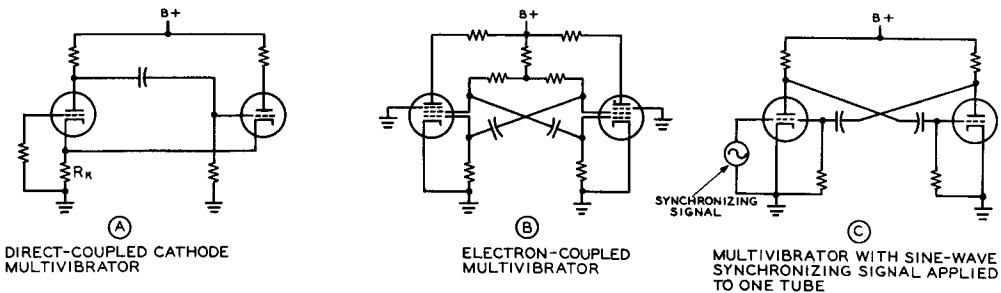 B+
R_K
A
DIRECT-COUPLED CATHODE
MULTIVIBRATOR
B+
B
ELECTRON-COUPLED
MULTIVIBRATOR
B+
SYNCHRONIZING
SIGNAL
C
MULTIVIBRATOR WITH SINE-WAVE
SYNCHRONIZING SIGNAL APPLIED
TO ONE TUBE